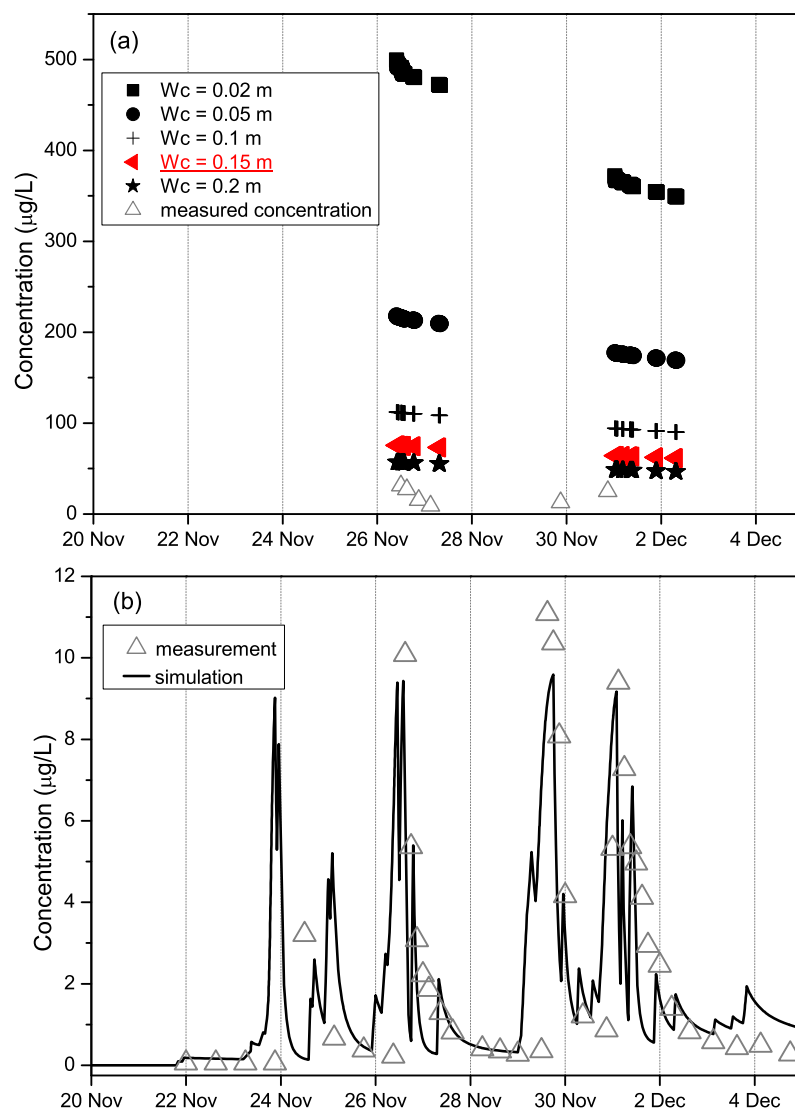 (a)
500
400
300
200
100
0
Concentration (µg/L)
Wc = 0.02 m
Wc = 0.05 m
Wc = 0.1 m
Wc = 0.15 m
Wc = 0.2 m
measured concentration
20 Nov 22 Nov 24 Nov 26 Nov 28 Nov 30 Nov 2 Dec 4 Dec
(b)
12
10
8
6
4
2
0
Concentration (µg/L)
measurement
simulation
20 Nov 22 Nov 24 Nov 26 Nov 28 Nov 30 Nov 2 Dec 4 Dec